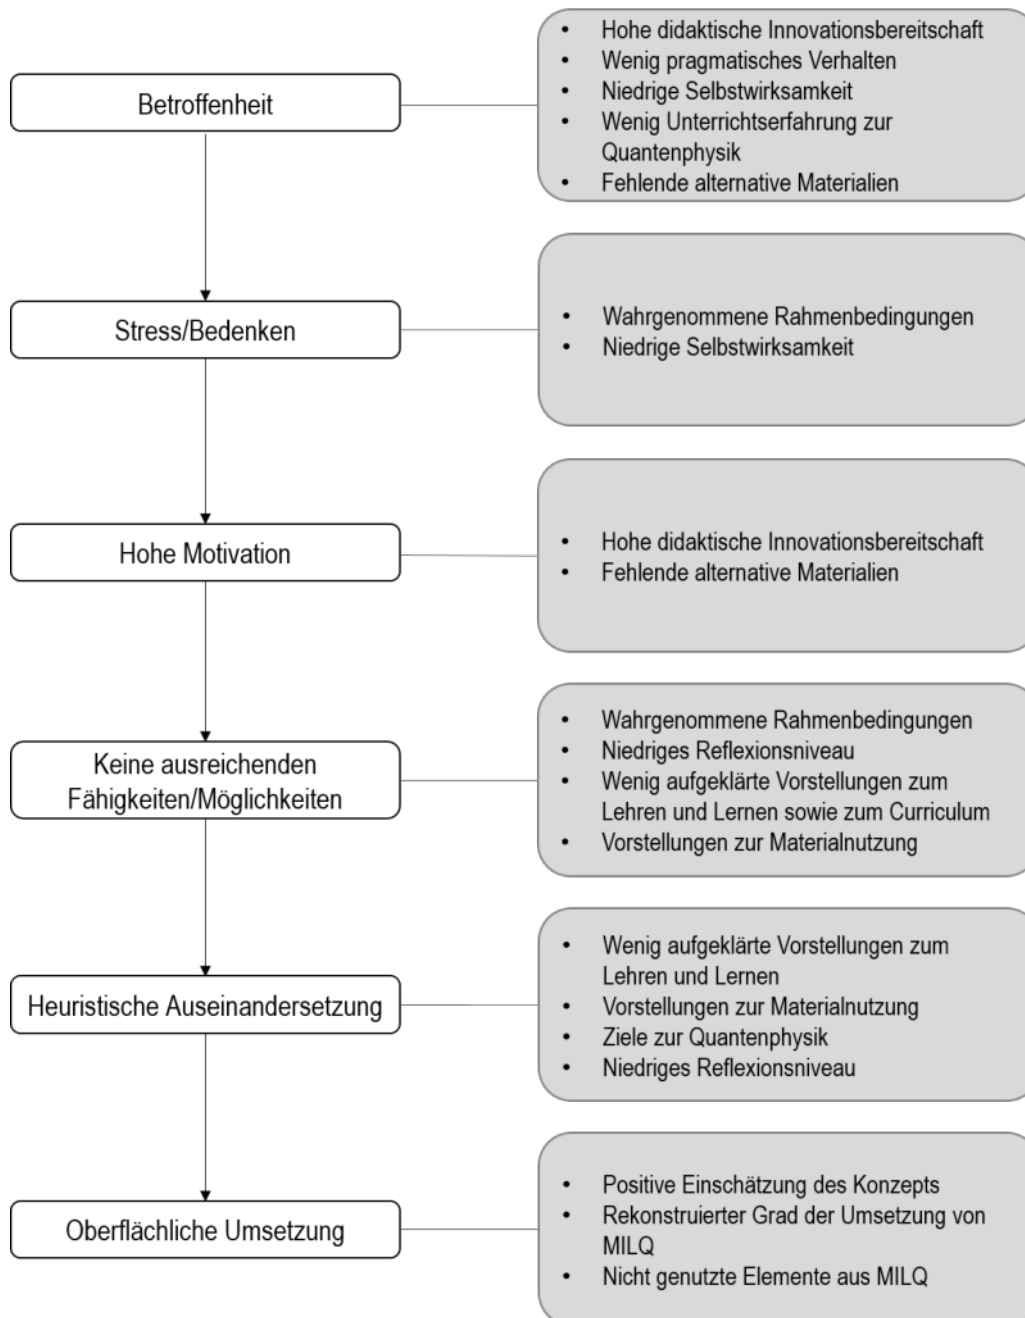 Betroffenheit
• Hohe didaktische Innovationsbereitschaft
• Wenig pragmatisches Verhalten
• Niedrige Selbstwirksamkeit
• Wenig Unterrichtserfahrung zur
Quantenphysik
• Fehlende alternative Materialien
Stress/Bedenken
• Wahrgenommene Rahmenbedingungen
• Niedrige Selbstwirksamkeit
Hohe Motivation
• Hohe didaktische Innovationsbereitschaft
• Fehlende alternative Materialien
Keine ausreichenden
Fähigkeiten/Möglichkeiten
• Wahrgenommene Rahmenbedingungen
• Niedriges Reflexionsniveau
• Wenig aufgeklärte Vorstellungen zum
Lehren und Lernen sowie zum Curriculum
• Vorstellungen zur Materialnutzung
Heuristische Auseinandersetzung
• Wenig aufgeklärte Vorstellungen zum
Lehren und Lernen
• Vorstellungen zur Materialnutzung
• Ziele zur Quantenphysik
• Niedriges Reflexionsniveau
Oberflächliche Umsetzung
• Positive Einschätzung des Konzepts
• Rekonstruierter Grad der Umsetzung von
MILQ
• Nicht genutzte Elemente aus MILQ